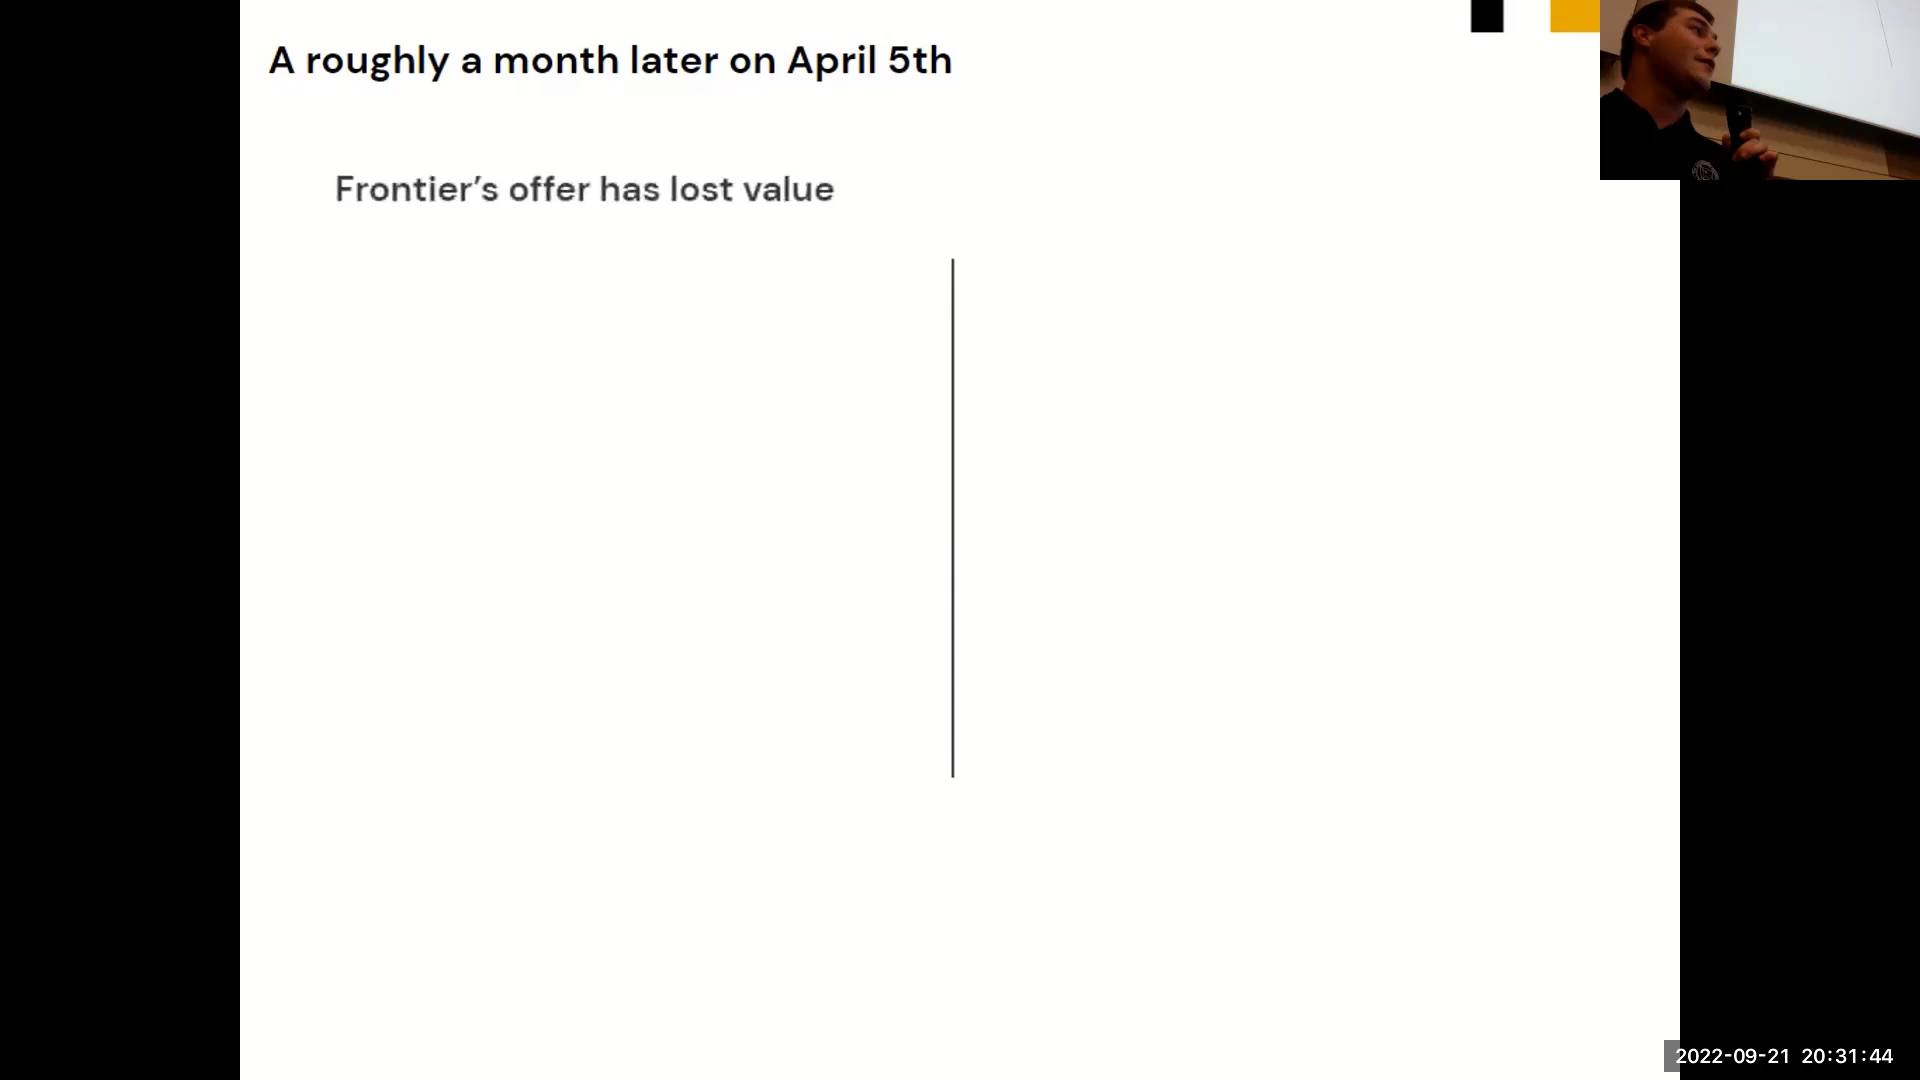 A roughly a month later on April 5th
Frontier's offer has lost value
2022-09-21 20:31:44